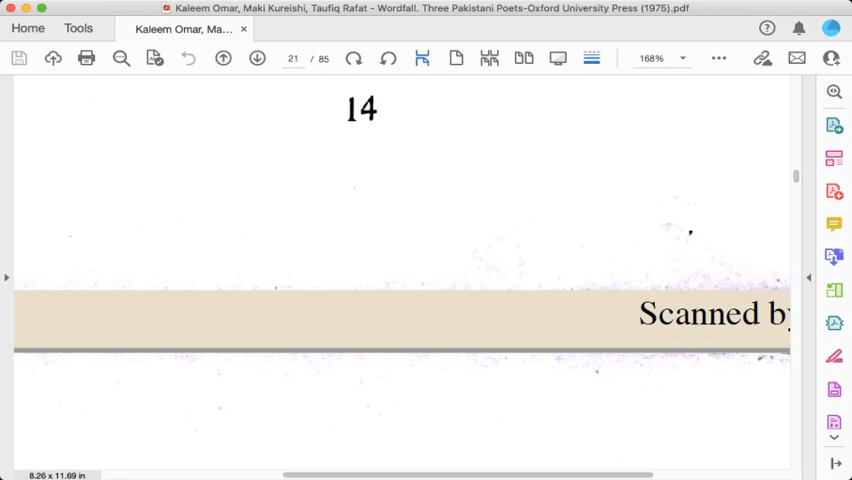 Kaleem Omar, Maki Kureishi, Taufiq Rafat - Wordfall. Three Pakistani Poets-Oxford University Press (1975).pdf
Home Tools Kaleem Omar, Ma... ×
21 / 85 168%
14
Scanned by
8.26 x 11.69 in